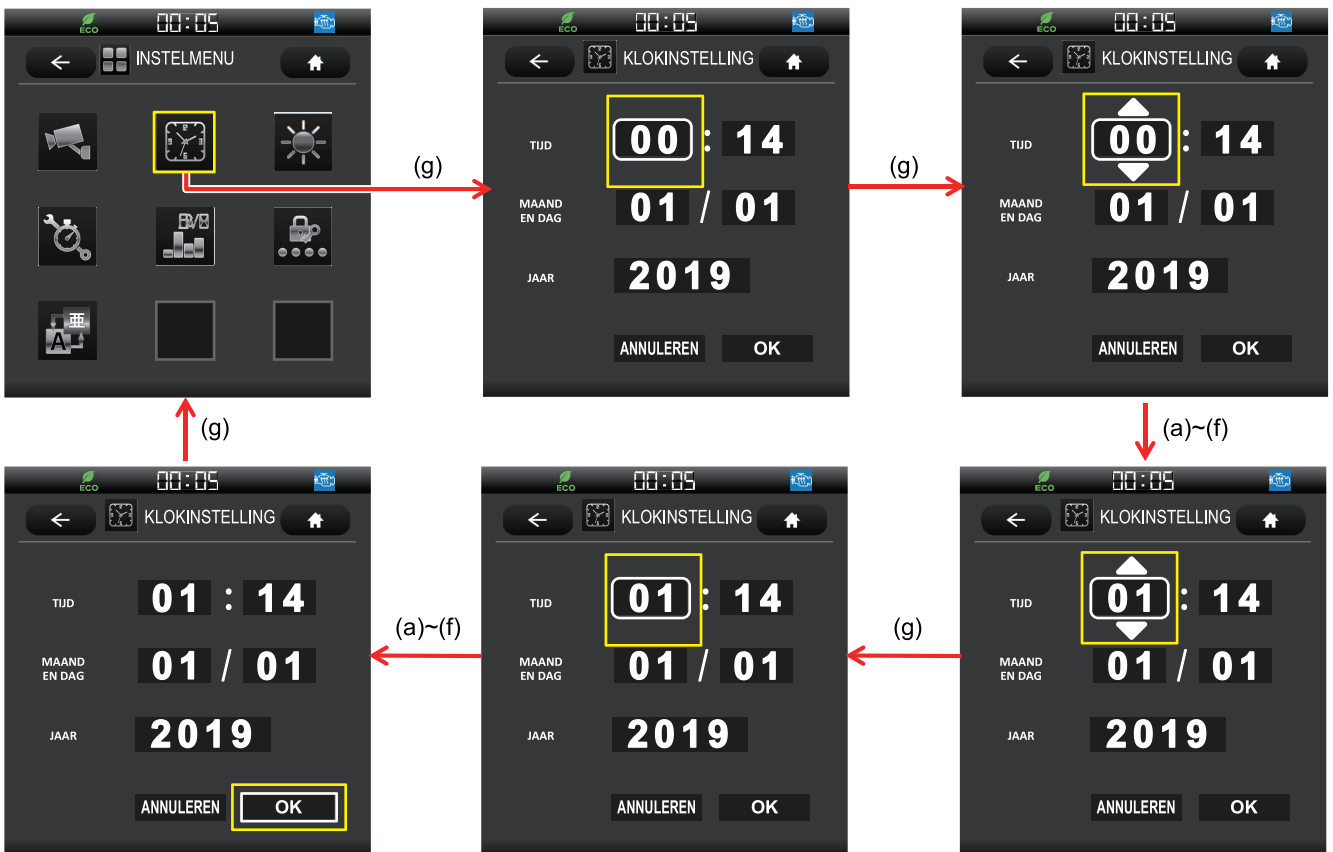 ECO 00:05
INSTELMENU
A 亜
(g)
ECO 00:05
KLOKINSTELLING
TIJD 00 : 14
MAAND
EN DAG 01 / 01
JAAR 2019
ANNULEREN OK
(g)
ECO 00:05
KLOKINSTELLING
TIJD 00 : 14
MAAND
EN DAG 01 / 01
JAAR 2019
ANNULEREN OK
(a)~(f)
ECO 00:05
KLOKINSTELLING
TIJD 01 : 14
MAAND
EN DAG 01 / 01
JAAR 2019
ANNULEREN OK
(g)
ECO 00:05
KLOKINSTELLING
TIJD 01 : 14
MAAND
EN DAG 01 / 01
JAAR 2019
ANNULEREN OK
(a)~(f)
ECO 00:05
KLOKINSTELLING
TIJD 01 : 14
MAAND
EN DAG 01 / 01
JAAR 2019
ANNULEREN OK
(g)